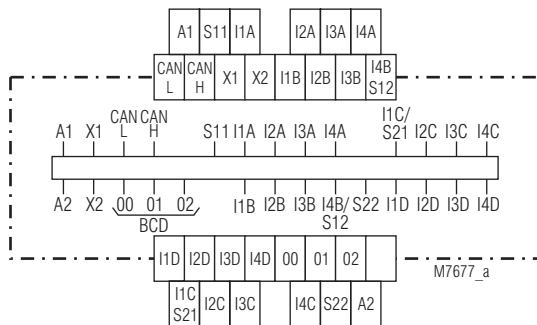 A1 S11 I1A I2A I3A I4A
CAN L CAN H X1 X2 I1B I2B I3B I4B S12
A1 X1 CAN L CAN H S11 I1A I2A I3A I4A I1C/ S21 I2C I3C I4C
A2 X2 00 01 02 I1B I2B I3B I4B/ S12 S22 I1D I2D I3D I4D
BCD
I1D I2D I3D I4D 00 01 02
M7677_a
I1C S21 I2C I3C I4C S22 A2